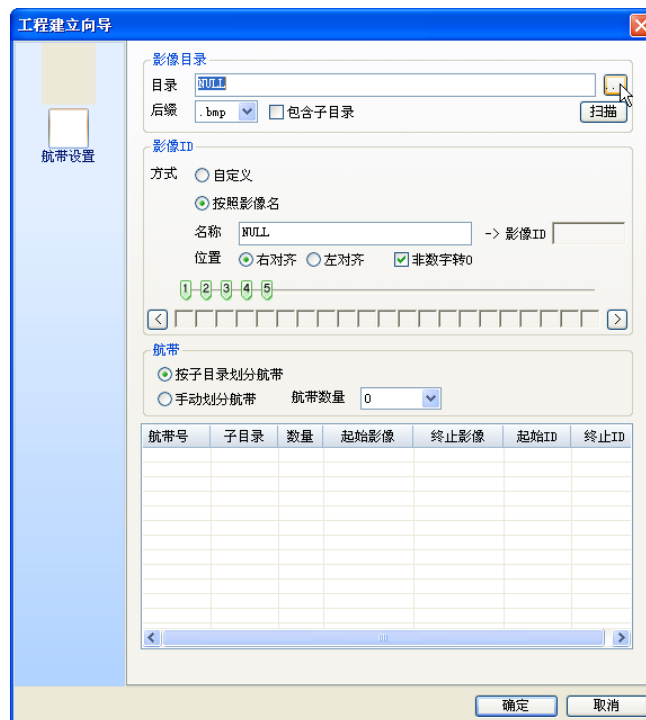 工程建立向导
航带设置
影像目录
目录 NULL ...
后缀 .bmp 包含子目录 扫描
影像ID
方式 自定义
按照影像名
名称 NULL -> 影像ID
位置 右对齐 左对齐 非数字转0
1 2 3 4 5
< >
航带
按子目录划分航带
手动划分航带 航带数量 0
航带号 子目录 数量 起始影像 终止影像 起始ID 终止ID
确定 取消